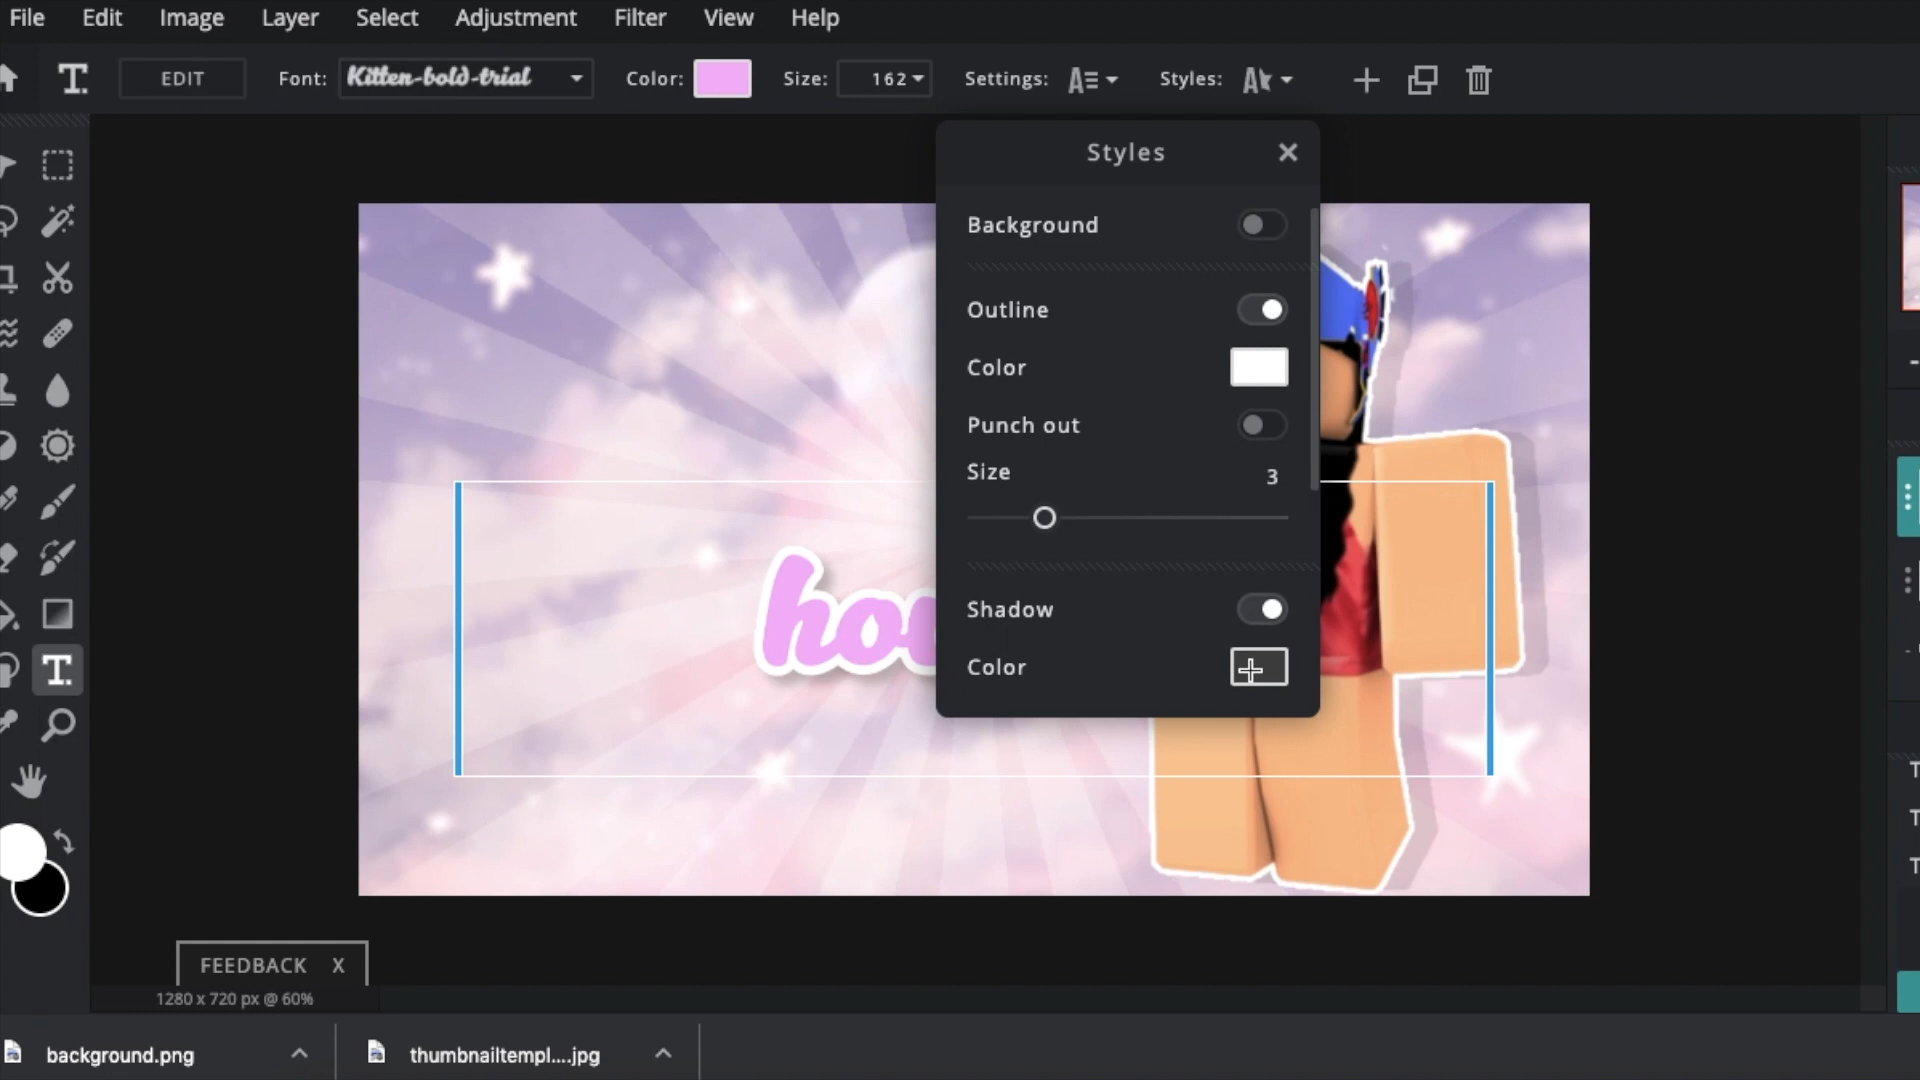 File Edit Image Layer Select Adjustment Filter View Help
EDIT Font: Kitten-bold-trial Color: Size: 162 Settings: Styles:
Styles
Background
Outline
Color
Punch out
Size 3
Shadow
Color
FEEDBACK X
1280 x 720 px @ 60%
background.png thumbnailtempl....jpg